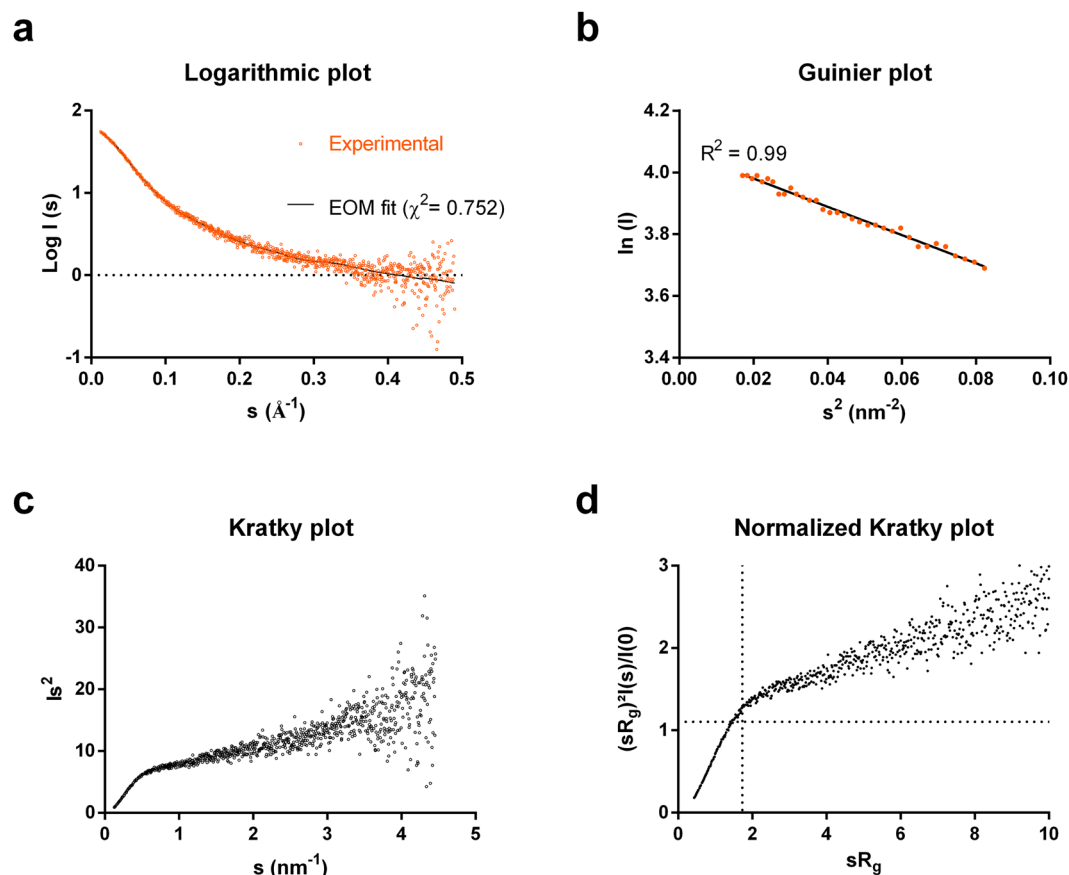 a
Logarithmic plot
2
1
0
-1
Log I (s)
Experimental
EOM fit (χ²= 0.752)
0.0 0.1 0.2 0.3 0.4 0.5
s (Å⁻¹)
b
Guinier plot
4.2
4.0
3.8
3.6
3.4
ln (I)
R² = 0.99
0.00 0.02 0.04 0.06 0.08 0.10
s² (nm⁻²)
c
Kratky plot
40
30
20
10
0
Is²
0 1 2 3 4 5
s (nm⁻¹)
d
Normalized Kratky plot
3
2
1
0
(sRg)²I(s)/I(0)
0 2 4 6 8 10
sRg